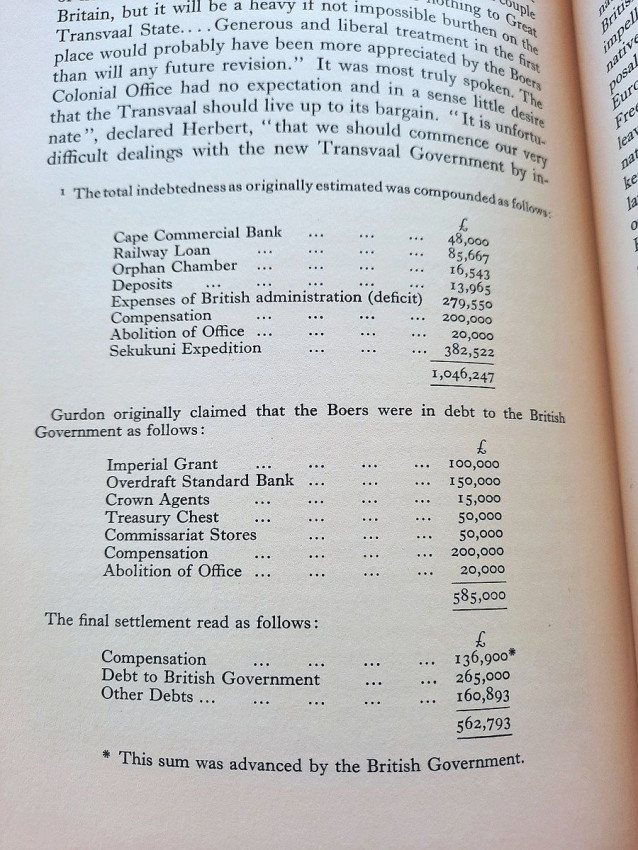 nothing to Great
Britain, but it will be a heavy if not impossible burthen on the
Transvaal State.... Generous and liberal treatment in the first
place would probably have been more appreciated by the Boers
than will any future revision.” It was most truly spoken. The
Colonial Office had no expectation and in a sense little desire
that the Transvaal should live up to its bargain. “It is unfortu-
nate”, declared Herbert, “that we should commence our very
difficult dealings with the new Transvaal Government by in-
¹ The total indebtedness as originally estimated was compounded as follows:
£
Cape Commercial Bank ... ... ... 48,000
Railway Loan ... ... ... 85,667
Orphan Chamber ... ... ... 16,543
Deposits ... ... ... ... 13,965
Expenses of British administration (deficit) 279,550
Compensation ... ... ... 200,000
Abolition of Office ... ... ... 20,000
Sekukuni Expedition ... ... ... 382,522
1,046,247
Gurdon originally claimed that the Boers were in debt to the British
Government as follows:
£
Imperial Grant ... ... ... ... 100,000
Overdraft Standard Bank ... ... ... 150,000
Crown Agents ... ... ... ... 15,000
Treasury Chest ... ... ... ... 50,000
Commissariat Stores ... ... ... 50,000
Compensation ... ... ... ... 200,000
Abolition of Office ... ... ... ... 20,000
585,000
The final settlement read as follows:
£
Compensation ... ... ... ... 136,900*
Debt to British Government ... ... 265,000
Other Debts ... ... ... ... ... 160,893
562,793
* This sum was advanced by the British Government.